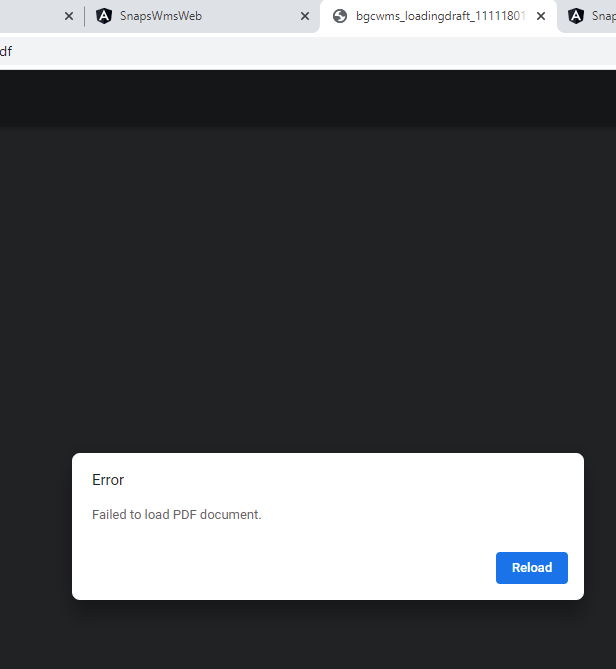 SnapsWmsWeb
bgcwms_loadingdraft_11111801
Snap
df
Error
Failed to load PDF document.
Reload